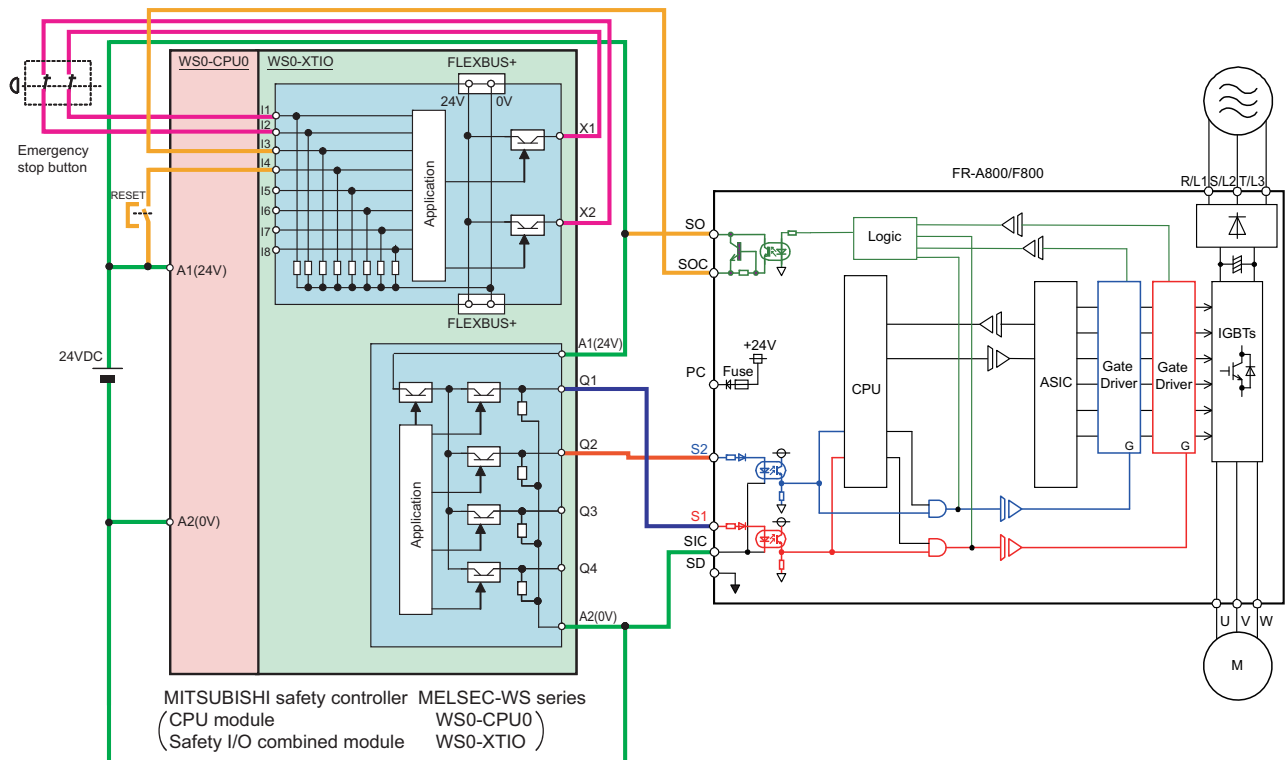 WS0-CPU0
WS0-XTIO
FLEXBUS+
24V
0V
I1
I2
I3
I4
I5
I6
I7
I8
Application
X1
X2
FLEXBUS+
Emergency
stop button
RESET
A1(24V)
24VDC
A2(0V)
A1(24V)
Q1
Q2
Q3
Q4
Application
A2(0V)
MITSUBISHI safety controller MELSEC-WS series
CPU module WS0-CPU0
Safety I/O combined module WS0-XTIO
FR-A800/F800
R/L1 S/L2 T/L3
SO
SOC
Logic
+24V
PC
Fuse
CPU
ASIC
Gate
Driver
G
Gate
Driver
G
IGBTs
S2
S1
SIC
SD
U
V
W
M